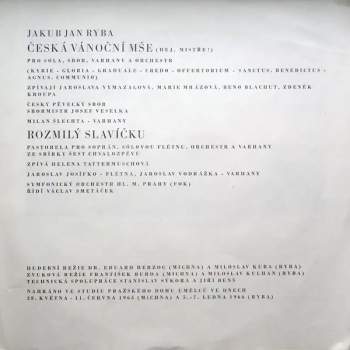 JAKUB JAN RYBA
ČESKÁ VÁNOČNÍ MŠE (HEJ, MISTŘE!)
PRO SÓLA, SBOR, VARHANY A ORCHESTR
(KYRIE - GLORIA - GRADUALE - CREDO - OFFERTORIUM - SANCTUS, BENEDICTUS -
AGNUS, COMMUNIO)
ZPÍVAJÍ JAROSLAVA VYMAZALOVÁ, MARIE MRÁZOVÁ, BENO BLACHUT, ZDENĚK
KROUPA
ČESKÝ PĚVECKÝ SBOR
SBORMISTR JOSEF VESELKA
MILAN ŠLECHTA - VARHANY
ROZMILÝ SLAVÍČKU
PASTORELA PRO SOPRÁN, SÓLOVOU FLÉTNU, ORCHESTR A VARHANY
ZE SBÍRKY ŠEST CHVALOZPĚVŮ
ZPÍVÁ HELENA TATTERMUSCHOVÁ
JAROSLAV JOSÍFKO - FLÉTNA, JAROSLAV VODRÁŽKA - VARHANY
SYMFONICKÝ ORCHESTR HL. M. PRAHY (FOK)
ŘÍDÍ VÁCLAV SMETÁČEK
HUDEBNÍ REŽIE DR. EDUARD HERZOG (MICHNA) A MILOSLAV KUBA (RYBA)
ZVUKOVÁ REŽIE FRANTIŠEK BURDA (MICHNA) A MILOSLAV KULHAN (RYBA)
TECHNICKÁ SPOLUPRÁCE STANISLAV SÝKORA A JIŘÍ BENS
NAHRÁNO VE STUDIU PRAŽSKÉHO DOMU UMĚLCŮ VE DNECH
28. KVĚTNA - 11. ČERVNA 1965 (MICHNA) A 3.-7. LEDNA 1966 (RYBA)